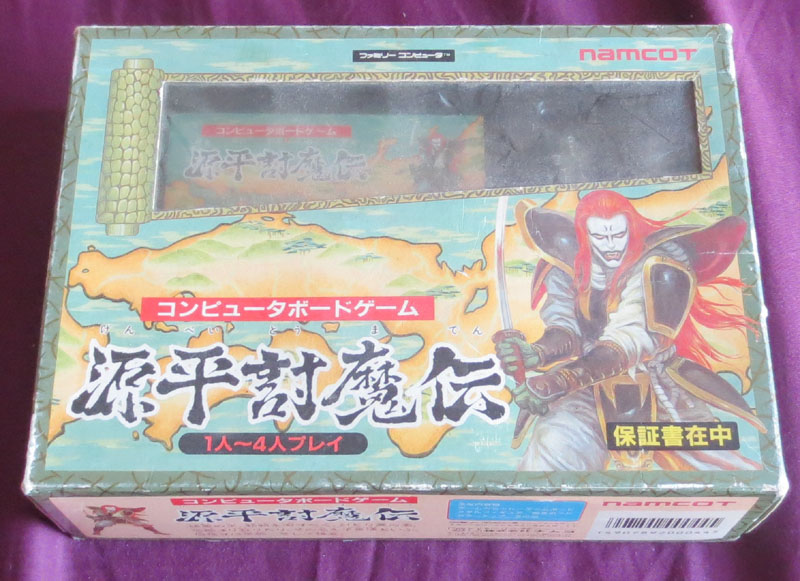 ファミリー コンピュータ™
namcot
コンピュータボードゲーム
源平討魔伝
コンピュータボードゲーム
げん ぺい とう ま でん
源平討魔伝
1人〜4人プレイ
保証書在中
コンピュータボードゲーム
源平討魔伝
namcot